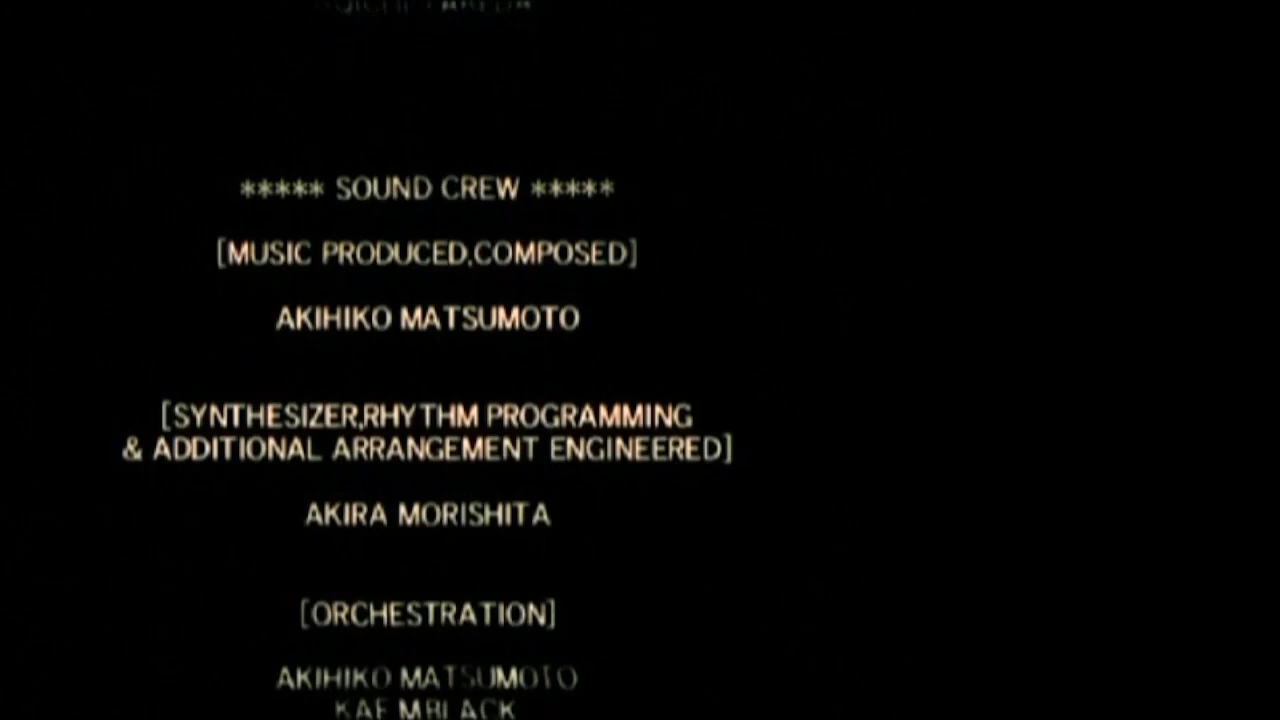 ***** SOUND CREW *****
[MUSIC PRODUCED,COMPOSED]
AKIHIKO MATSUMOTO
[SYNTHESIZER,RHYTHM PROGRAMMING
& ADDITIONAL ARRANGEMENT ENGINEERED]
AKIRA MORISHITA
[ORCHESTRATION]
AKIHIKO MATSUMOTO